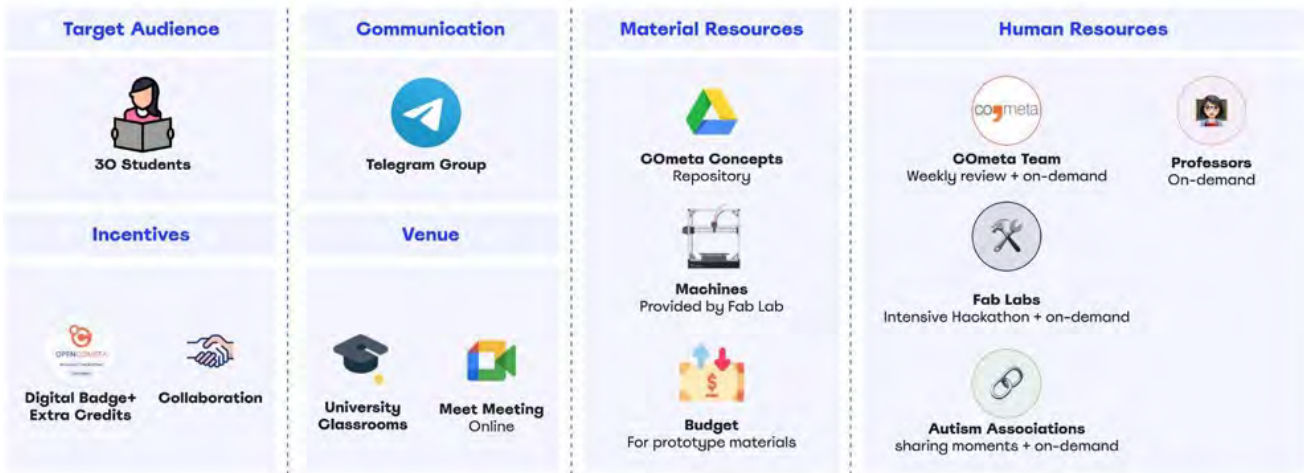 Target Audience
30 Students
Incentives
OPENCOMETA
Digital Badge+
Extra Credits
Collaboration
Communication
Telegram Group
Venue
University
Classrooms
Meet Meeting
Online
Material Resources
COmeta Concepts
Repository
Machines
Provided by Fab Lab
$
Budget
For prototype materials
Human Resources
cometa
COmeta Team
Weekly review + on-demand
Professors
On-demand
Fab Labs
Intensive Hackathon + on-demand
Autism Associations
sharing moments + on-demand